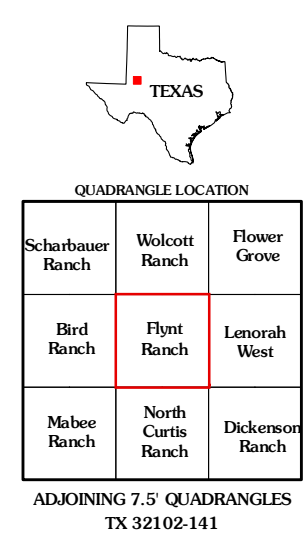 TEXAS
QUADRANGLE LOCATION
Scharbauer
Ranch
Wolcott
Ranch
Flower
Grove
Bird
Ranch
Flynt
Ranch
Lenorah
West
Mabee
Ranch
North
Curtis
Ranch
Dickenson
Ranch
ADJOINING 7.5' QUADRANGLES
TX 32102-141